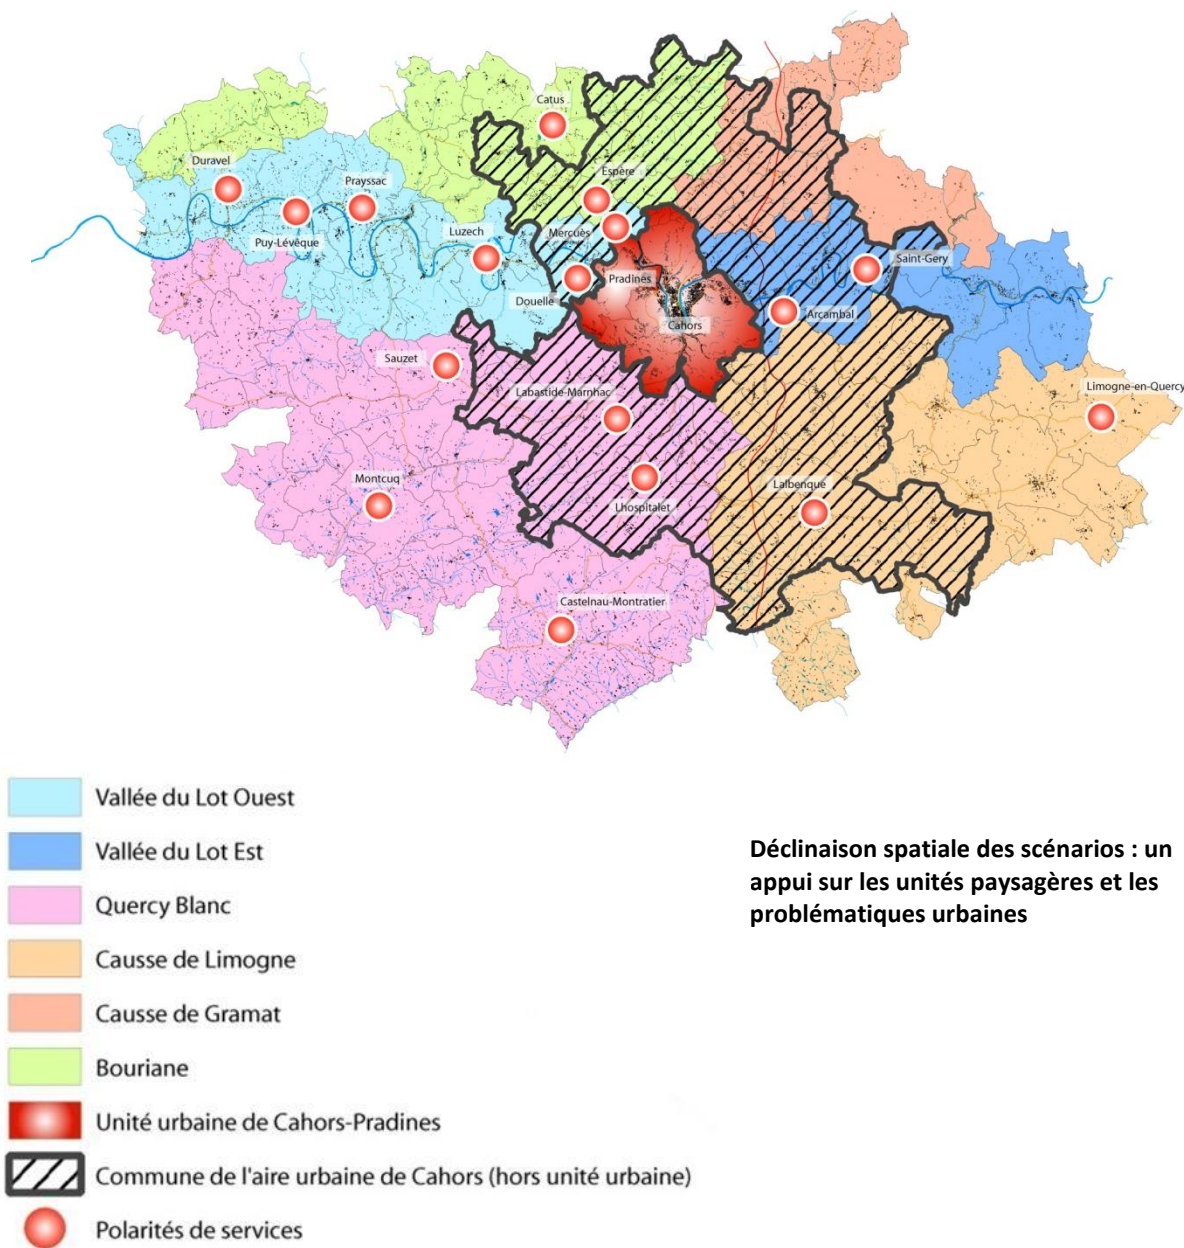 Catus
Duravel
Espère
Prayssac
Puy-Lévêque
Luzech
Mercuès
Saint-Gery
Pradines
Douelle
Arcambal
Cahors
Sauzet
Labastide-Marnhac
Limogne-en-Quercy
Montcuq
Lalbenque
Lhospitalet
Castelnau-Montratier
Vallée du Lot Ouest
Vallée du Lot Est
Quercy Blanc
Causse de Limogne
Causse de Gramat
Bouriane
Unité urbaine de Cahors-Pradines
Commune de l'aire urbaine de Cahors (hors unité urbaine)
Polarités de services
Déclinaison spatiale des scénarios : un
appui sur les unités paysagères et les
problématiques urbaines